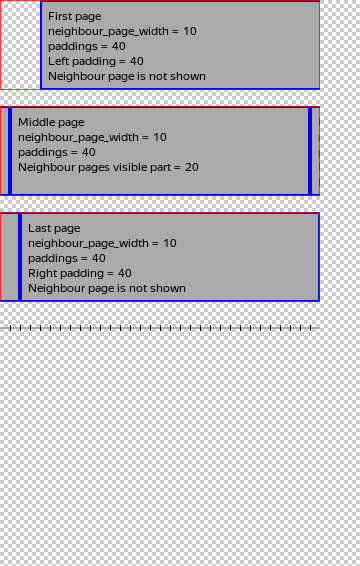 First page
neighbour_page_width = 10
paddings = 40
Left padding = 40
Neighbour page is not shown
Middle page
neighbour_page_width = 10
paddings = 40
Neighbour pages visible part = 20
Last page
neighbour_page_width = 10
paddings = 40
Right padding = 40
Neighbour page is not shown